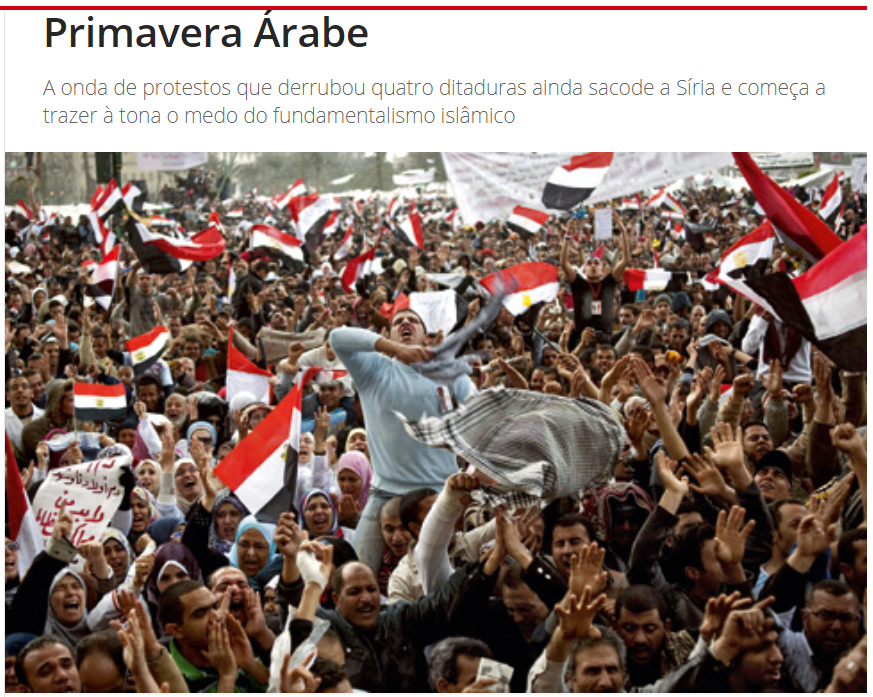 Primavera Árabe
A onda de protestos que derrubou quatro ditaduras ainda sacode a Síria e começa a
trazer à tona o medo do fundamentalismo islâmico